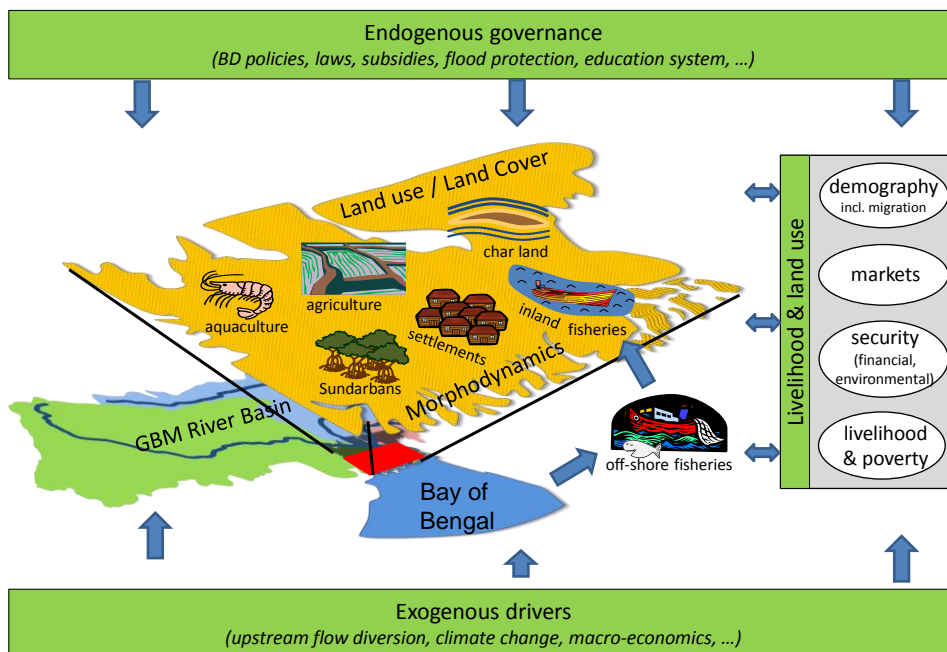 Endogenous governance
(BD policies, laws, subsidies, flood protection, education system, ...)
Land use / Land Cover
char land
agriculture
aquaculture
settlements
inland
fisheries
Sundarbans
Morphodynamics
GBM River Basin
off-shore fisheries
Bay of
Bengal
Livelihood & land use
demography
incl. migration
markets
security
(financial,
environmental)
livelihood
& poverty
Exogenous drivers
(upstream flow diversion, climate change, macro-economics, ...)